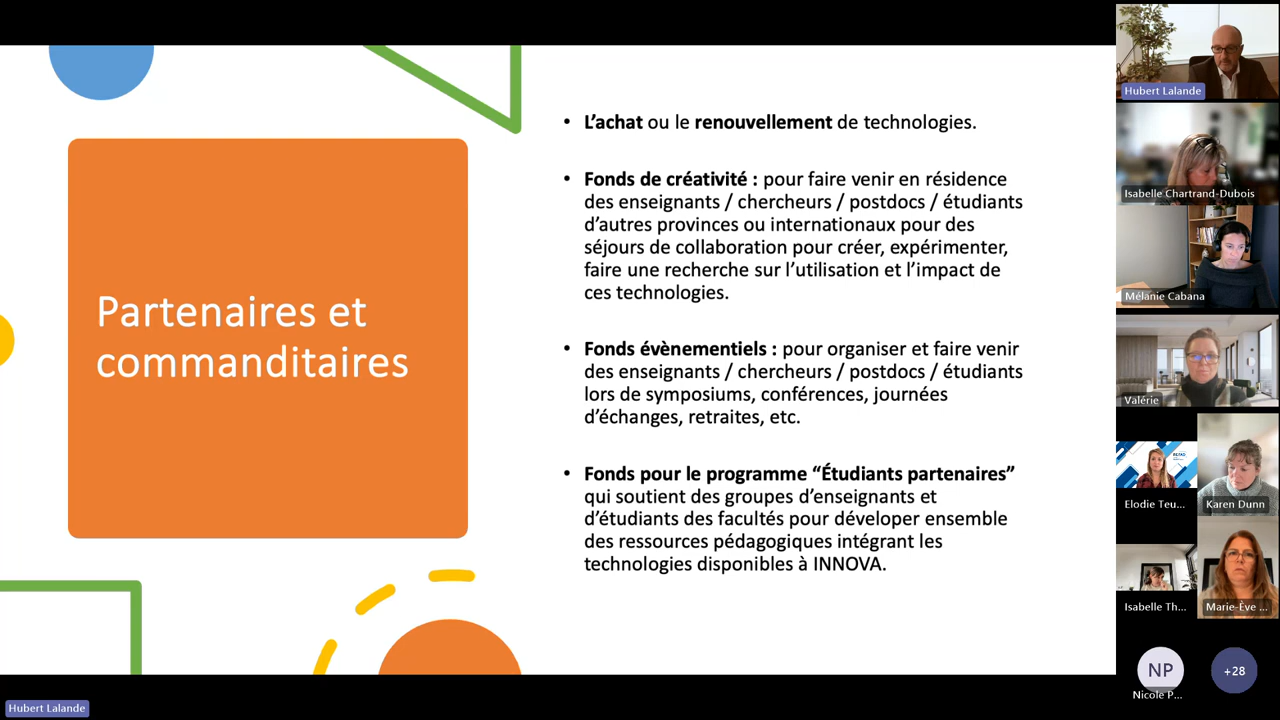 Partenaires et
commanditaires
• L’achat ou le renouvellement de technologies.
• Fonds de créativité : pour faire venir en résidence
des enseignants / chercheurs / postdocs / étudiants
d’autres provinces ou internationaux pour des
séjours de collaboration pour créer, expérimenter,
faire une recherche sur l’utilisation et l’impact de
ces technologies.
• Fonds évènementiels : pour organiser et faire venir
des enseignants / chercheurs / postdocs / étudiants
lors de symposiums, conférences, journées
d’échanges, retraites, etc.
• Fonds pour le programme “Étudiants partenaires”
qui soutient des groupes d’enseignants et
d’étudiants des facultés pour développer ensemble
des ressources pédagogiques intégrant les
technologies disponibles à INNOVA.
Hubert Lalande
Isabelle Chartrand-Dubois
Mélanie Cabana
Valérie
Elodie Teu...
Karen Dunn
Isabelle Th...
Marie-Ève ...
NP
Nicole P...
+28
Hubert Lalande